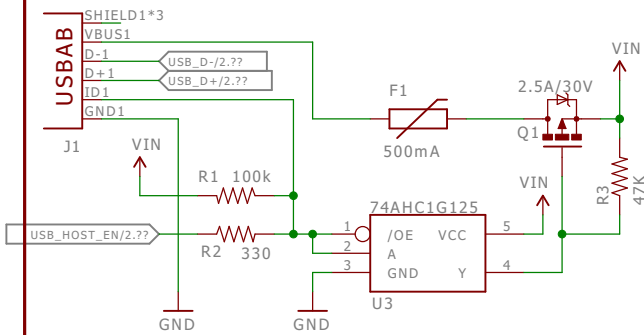 SHIELD1*3
VBUS1
D-1
D+1
ID1
GND1
USBAB
J1
USB_D-/2.??
USB_D+/2.??
VIN
R1 100k
USB_HOST_EN/2.??
R2 330
GND
GND
F1
500mA
2.5A/30V
Q1
VIN
R3
47K
VIN
74AHC1G125
1 /OE VCC 5
2 A
3 GND Y 4
U3